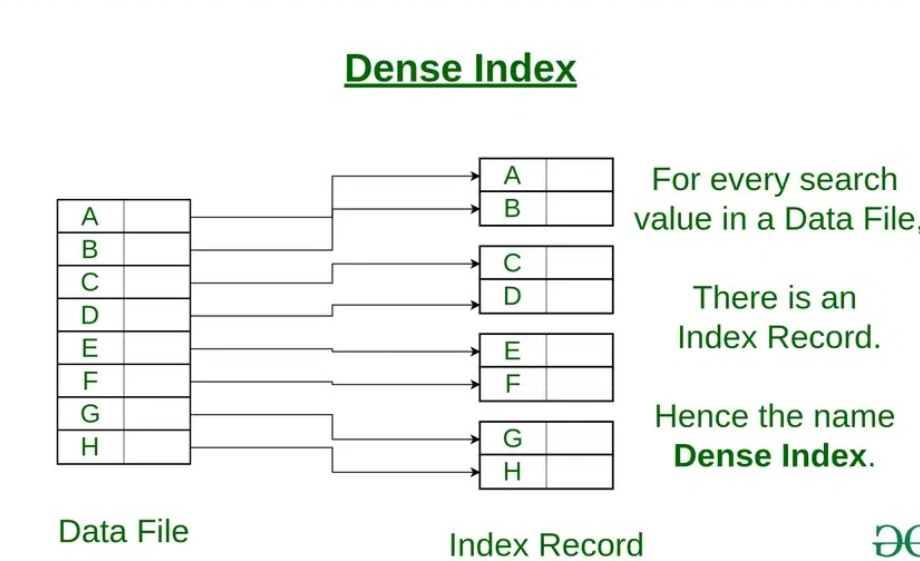 Dense Index
A
B
C
D
E
F
G
H
Data File
A
B
C
D
E
F
G
H
Index Record
For every search
value in a Data File,
There is an
Index Record.
Hence the name
Dense Index.